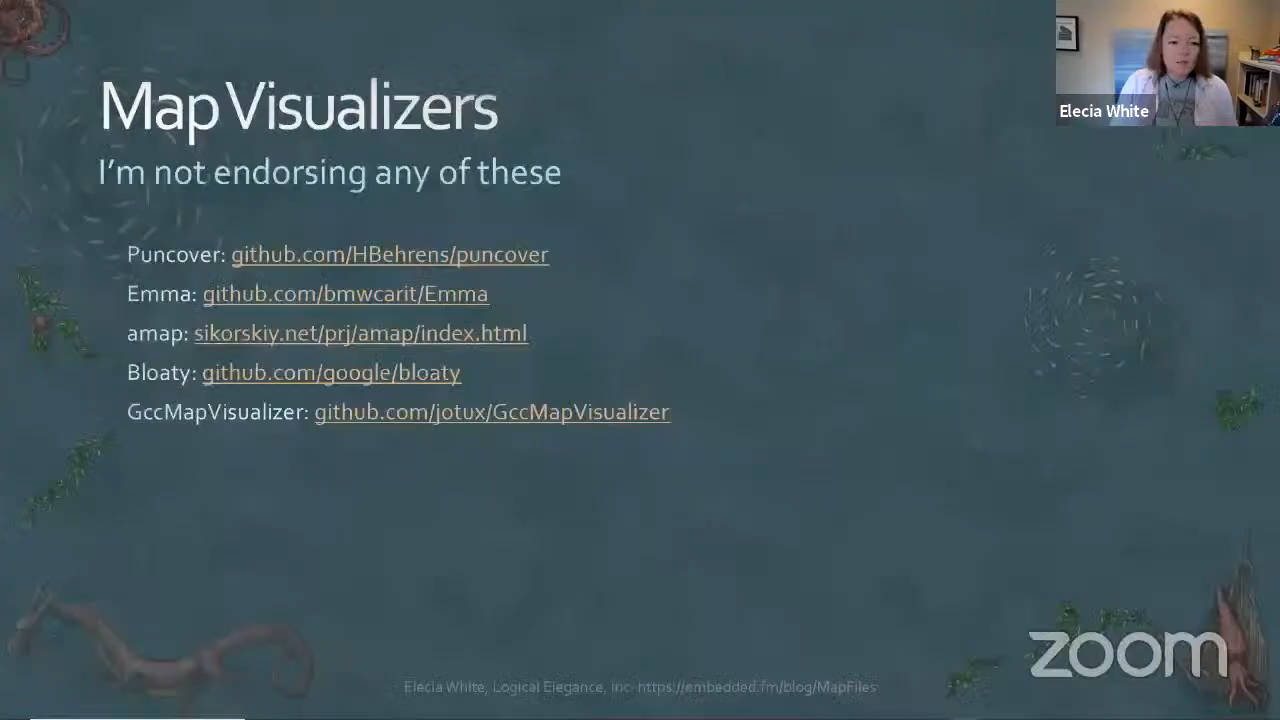 Map Visualizers
I'm not endorsing any of these
Puncover: github.com/HBehrens/puncover
Emma: github.com/bmwcarit/Emma
amap: sikorskiy.net/prj/amap/index.html
Bloaty: github.com/google/bloaty
GccMapVisualizer: github.com/jotux/GccMapVisualizer
Elecia White
zoom
Elecia White, Logical Elegance, Inc. https://embedded.fm/blog/MapFiles